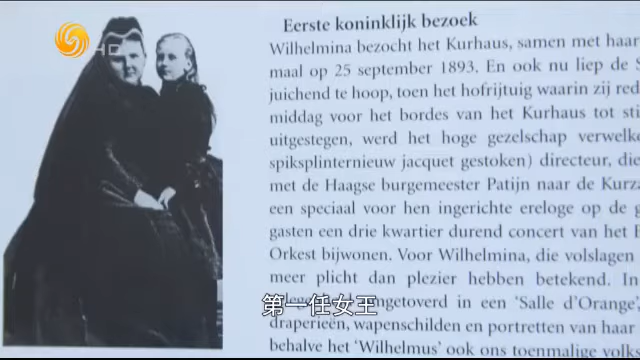 HD
Eerste koninklijk bezoek
Wilhelmina bezocht het Kurhaus, samen met haar
maal op 25 september 1893. En ook nu liep de
juichend te hoop, toen het hofrijtuig waarin zij
middag voor het bordes van het Kurhaus tot
uitgestegen, werd het hoge gezelschap
spiksplinternieuw jacquet gestoken) directeur, die
met de Haagse burgemeester Patijn naar de
een speciaal voor hen ingerichte ereloge op de
gasten een drie kwartier durend concert van het
Orkest bijwonen. Voor Wilhelmina, die volslagen
meer plicht dan plezier hebben betekend. In
in een 'Salle d'Orange'
draperieën, wapenschilden en portretten van haar
behalve het 'Wilhelmus' ook ons toenmalige
第一任女王